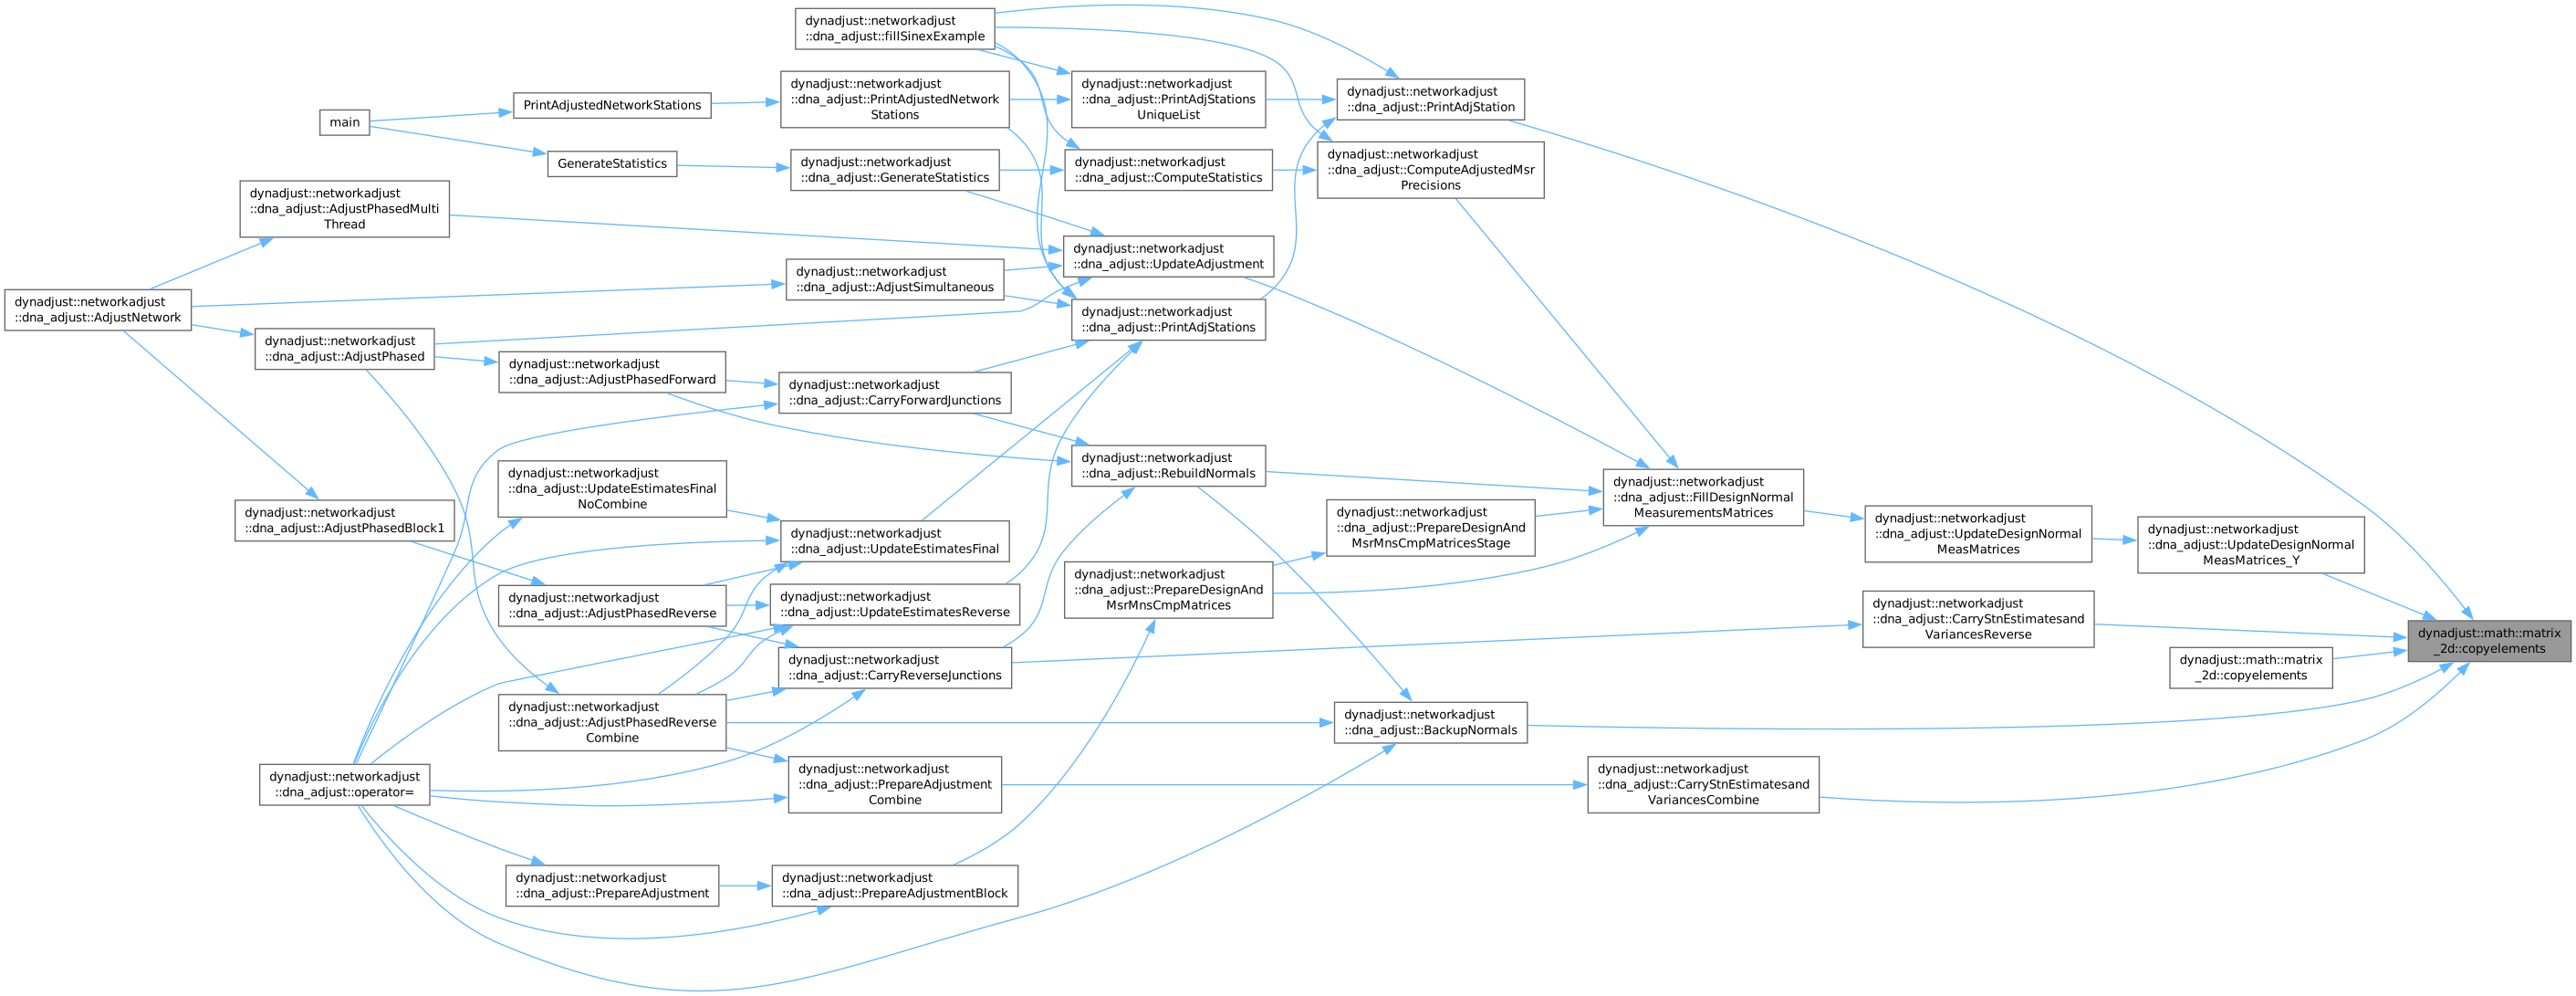 dynadjust::networkadjust
::dna_adjust::fillSinexExample
dynadjust::networkadjust
::dna_adjust::PrintAdjustedNetwork
Stations
dynadjust::networkadjust
::dna_adjust::PrintAdjStations
UniqueList
dynadjust::networkadjust
::dna_adjust::PrintAdjStation
PrintAdjustedNetworkStations
main
GenerateStatistics
dynadjust::networkadjust
::dna_adjust::GenerateStatistics
dynadjust::networkadjust
::dna_adjust::ComputeStatistics
dynadjust::networkadjust
::dna_adjust::ComputeAdjustedMsr
Precisions
dynadjust::networkadjust
::dna_adjust::AdjustPhasedMulti
Thread
dynadjust::networkadjust
::dna_adjust::UpdateAdjustment
dynadjust::networkadjust
::dna_adjust::AdjustSimultaneous
dynadjust::networkadjust
::dna_adjust::AdjustNetwork
dynadjust::networkadjust
::dna_adjust::PrintAdjStations
dynadjust::networkadjust
::dna_adjust::AdjustPhased
dynadjust::networkadjust
::dna_adjust::AdjustPhasedForward
dynadjust::networkadjust
::dna_adjust::CarryForwardJunctions
dynadjust::networkadjust
::dna_adjust::RebuildNormals
dynadjust::networkadjust
::dna_adjust::UpdateEstimatesFinal
NoCombine
dynadjust::networkadjust
::dna_adjust::FillDesignNormal
MeasurementsMatrices
dynadjust::networkadjust
::dna_adjust::AdjustPhasedBlock1
dynadjust::networkadjust
::dna_adjust::PrepareDesignAnd
MsrMnsCmpMatricesStage
dynadjust::networkadjust
::dna_adjust::UpdateDesignNormal
MeasMatrices
dynadjust::networkadjust
::dna_adjust::UpdateDesignNormal
MeasMatrices_Y
dynadjust::networkadjust
::dna_adjust::UpdateEstimatesFinal
dynadjust::networkadjust
::dna_adjust::PrepareDesignAnd
MsrMnsCmpMatrices
dynadjust::networkadjust
::dna_adjust::AdjustPhasedReverse
dynadjust::networkadjust
::dna_adjust::UpdateEstimatesReverse
dynadjust::networkadjust
::dna_adjust::CarryStnEstimatesand
VariancesReverse
dynadjust::math::matrix
_2d::copyelements
dynadjust::math::matrix
_2d::copyelements
dynadjust::networkadjust
::dna_adjust::CarryReverseJunctions
dynadjust::networkadjust
::dna_adjust::AdjustPhasedReverse
Combine
dynadjust::networkadjust
::dna_adjust::BackupNormals
dynadjust::networkadjust
::dna_adjust::operator=
dynadjust::networkadjust
::dna_adjust::PrepareAdjustment
Combine
dynadjust::networkadjust
::dna_adjust::CarryStnEstimatesand
VariancesCombine
dynadjust::networkadjust
::dna_adjust::PrepareAdjustment
dynadjust::networkadjust
::dna_adjust::PrepareAdjustmentBlock